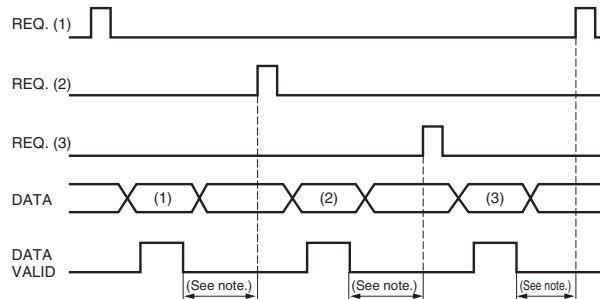 REQ. (1)
REQ. (2)
REQ. (3)
DATA
(1)
(2)
(3)
DATA
VALID
(See note.)
(See note.)
(See note.)